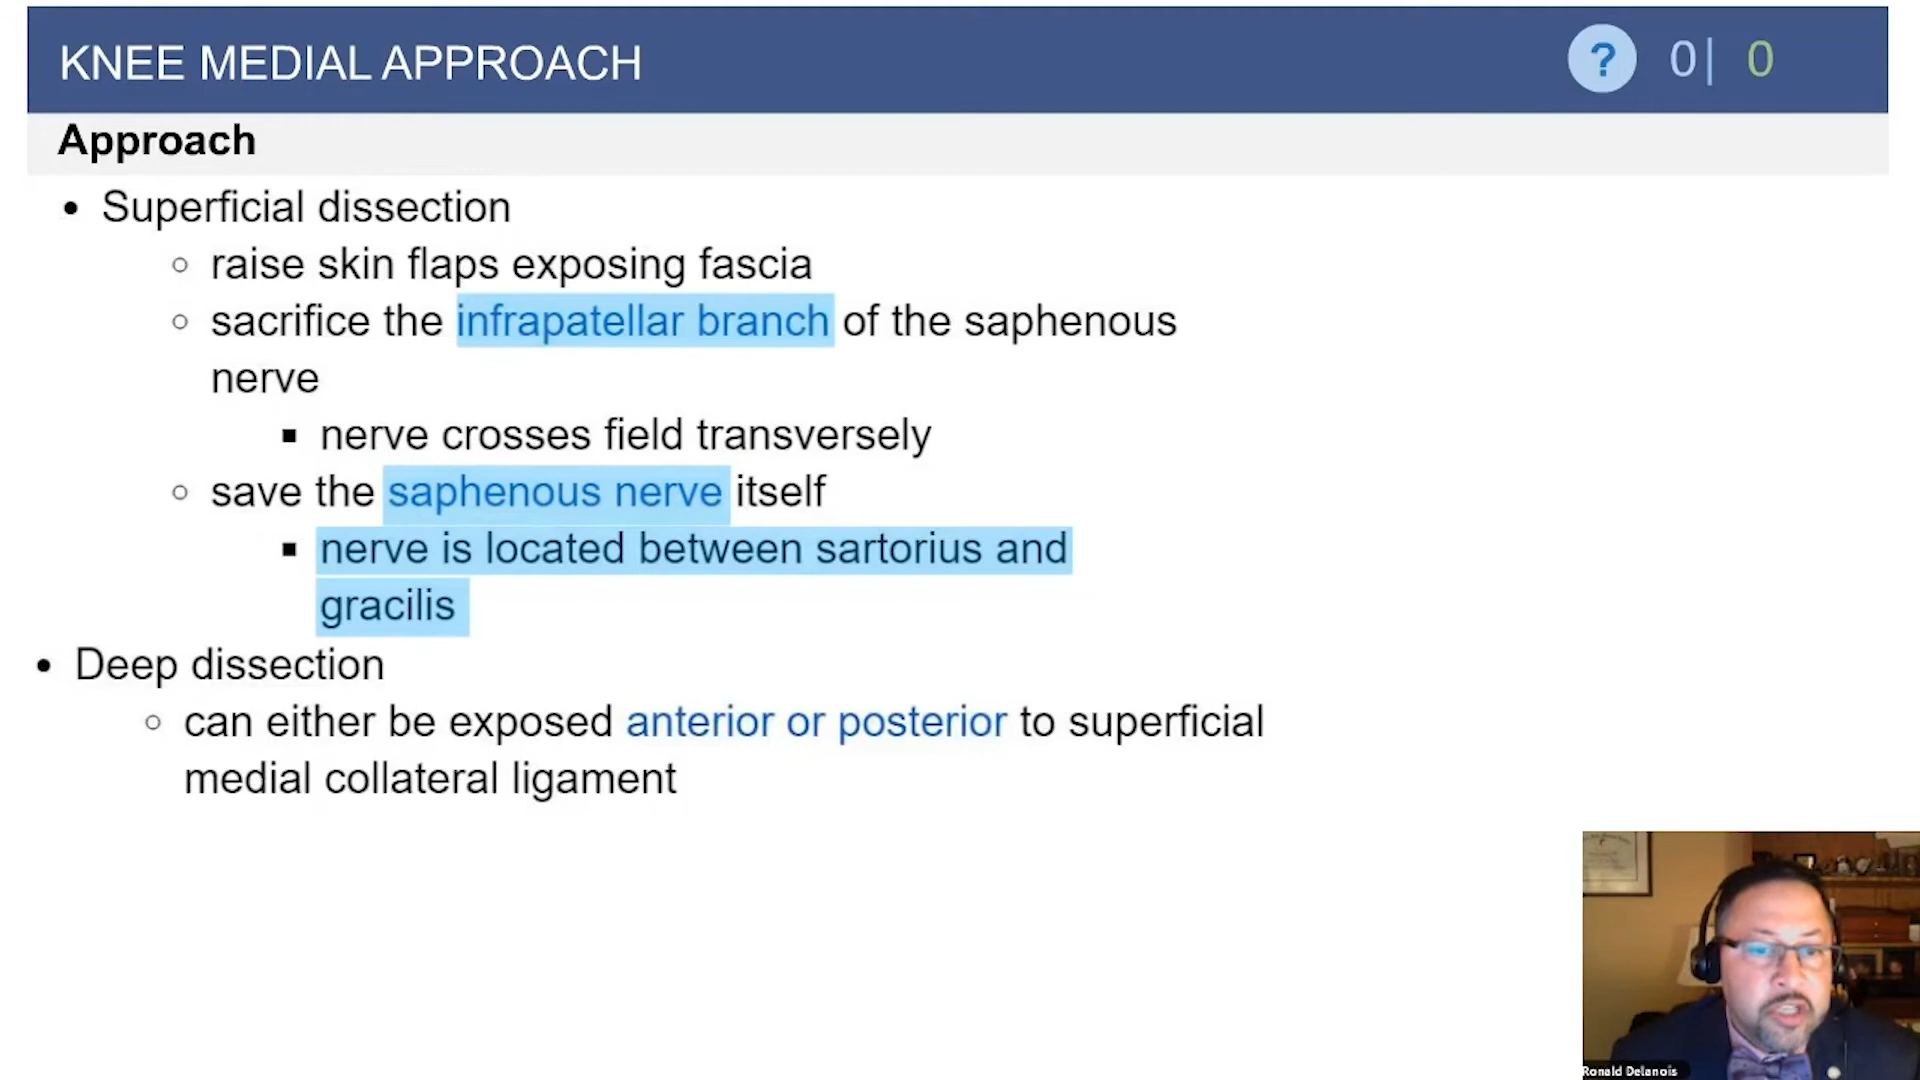 KNEE MEDIAL APPROACH
? 0| 0
Approach
• Superficial dissection
○ raise skin flaps exposing fascia
○ sacrifice the infrapatellar branch of the saphenous
nerve
▪ nerve crosses field transversely
○ save the saphenous nerve itself
▪ nerve is located between sartorius and
gracilis
• Deep dissection
○ can either be exposed anterior or posterior to superficial
medial collateral ligament
Ronald Delanois